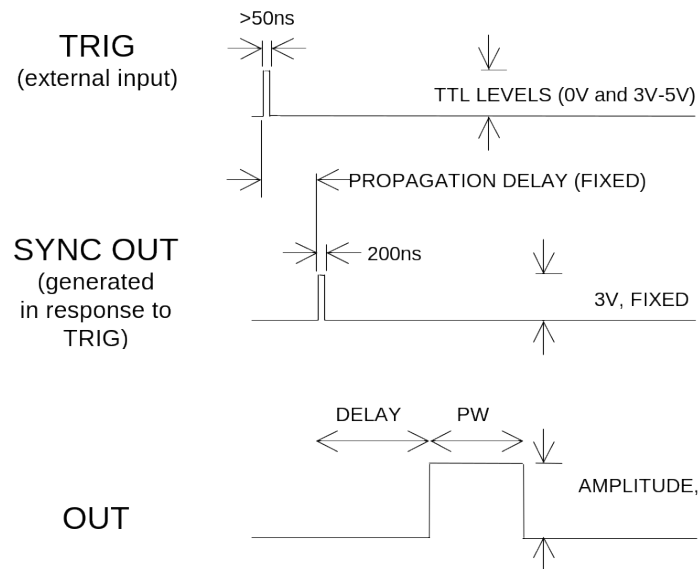 >50ns
TRIG
(external input)
TTL LEVELS (0V and 3V-5V)
PROPAGATION DELAY (FIXED)
SYNC OUT
(generated
in response to
TRIG)
200ns
3V, FIXED
DELAY
PW
AMPLITUDE,
OUT